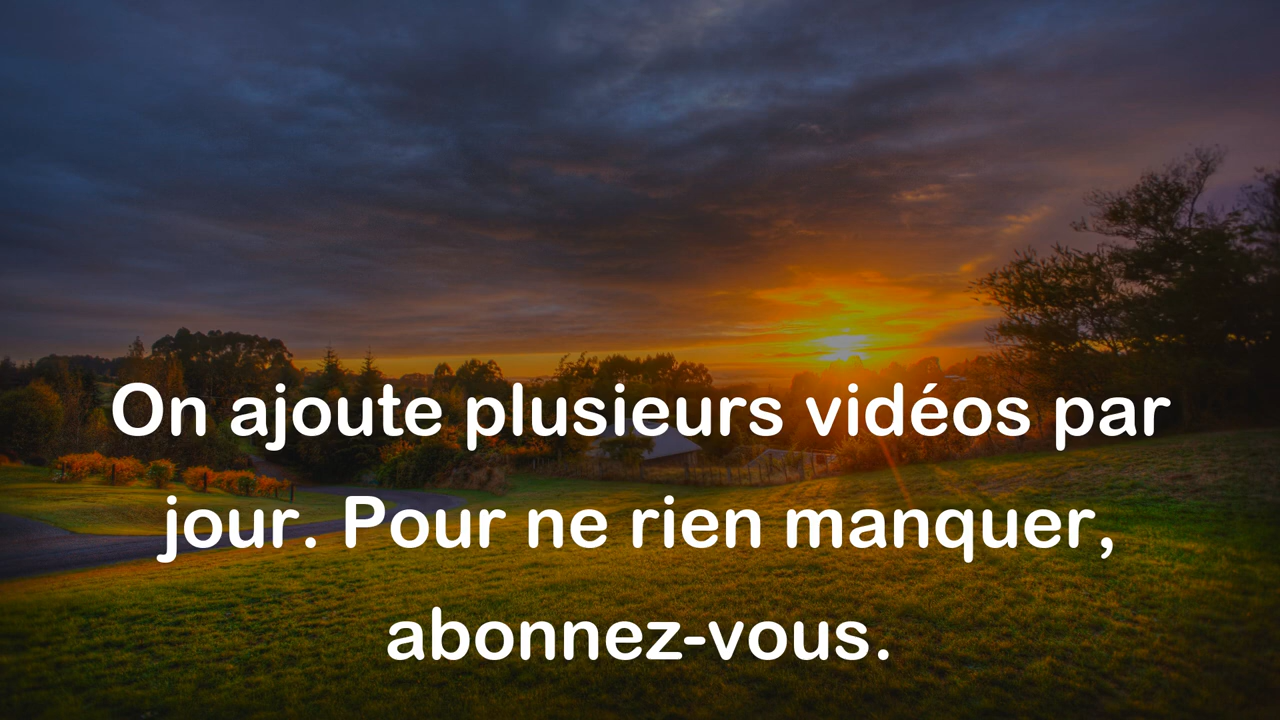 On ajoute plusieurs vidéos par
jour. Pour ne rien manquer,
abonnez-vous.